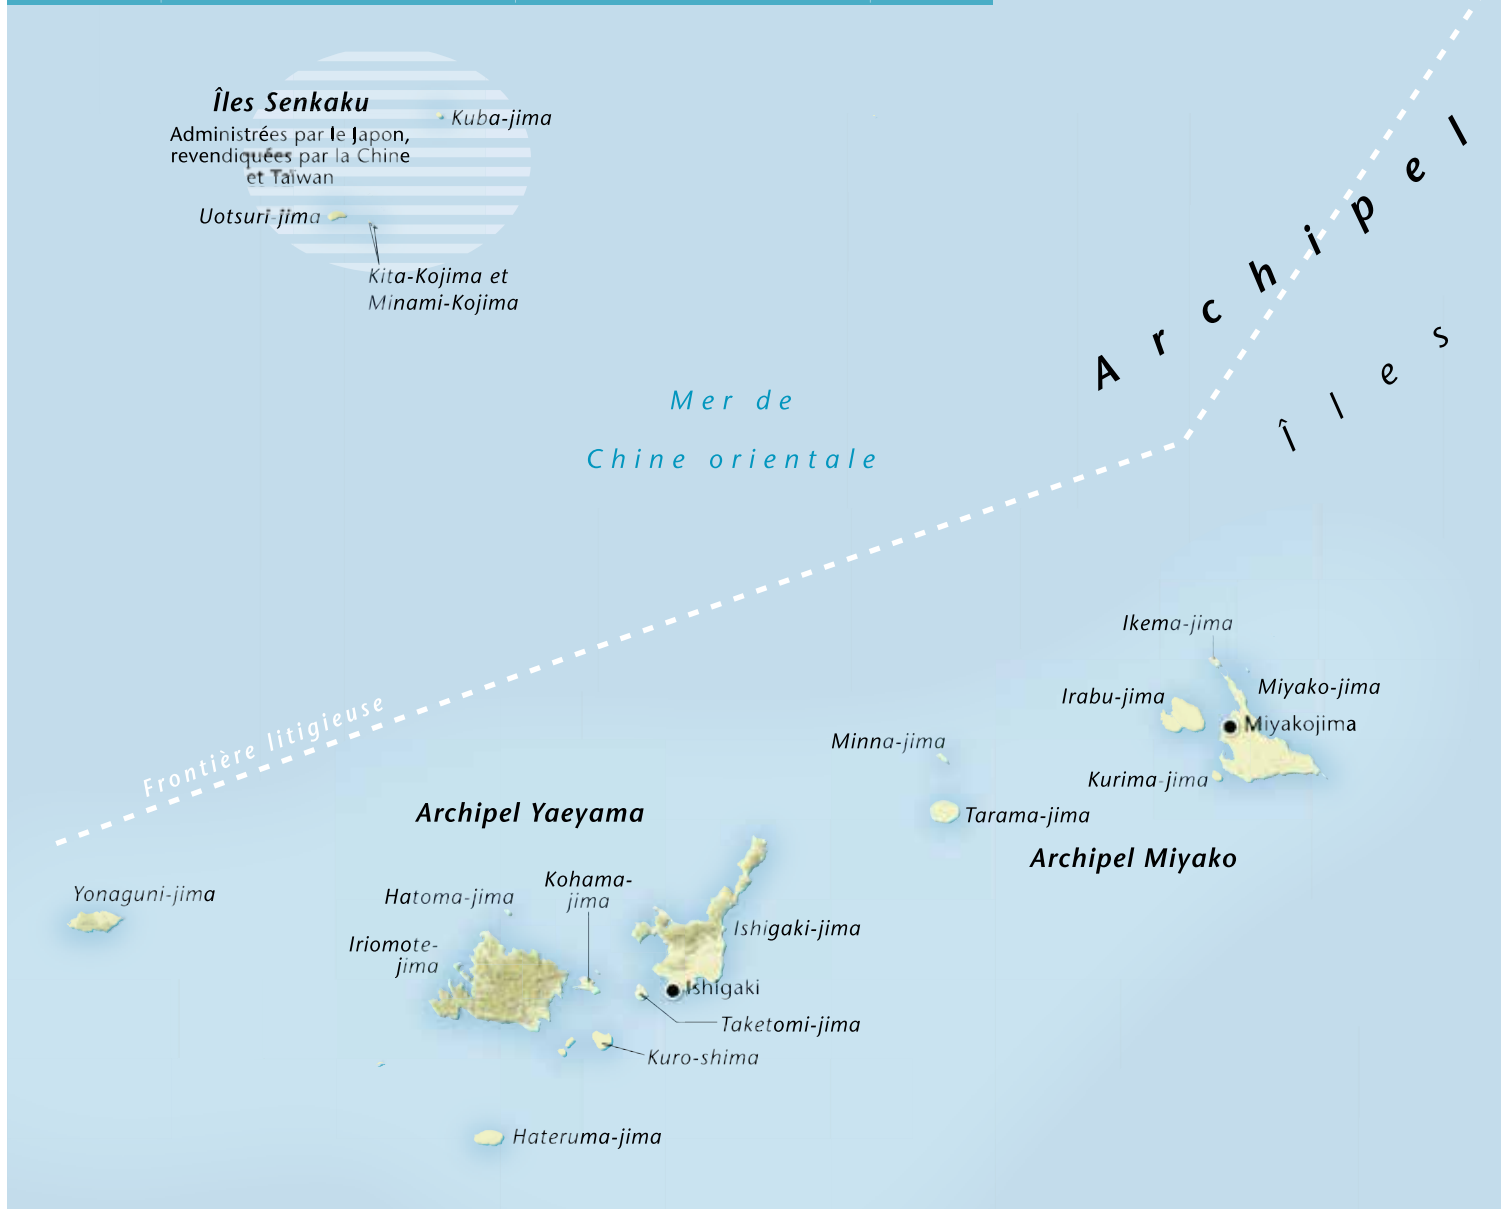 Îles Senkaku
Administrées par le Japon,
revendiquées par la Chine
et Taïwan
Kuba-jima
Uotsuri-jima
Kita-Kojima et
Minami-Kojima
Archipel
Îles
Mer de
Chine orientale
Frontière litigieuse
Ikema-jima
Irabu-jima
Miyako-jima
Miyakojima
Minna-jima
Kurima-jima
Tarama-jima
Archipel Miyako
Archipel Yaeyama
Yonaguni-jima
Hatoma-jima
Kohama-
jima
Iriomote-
jima
Ishigaki-jima
Ishigaki
Taketomi-jima
Kuro-shima
Hateruma-jima